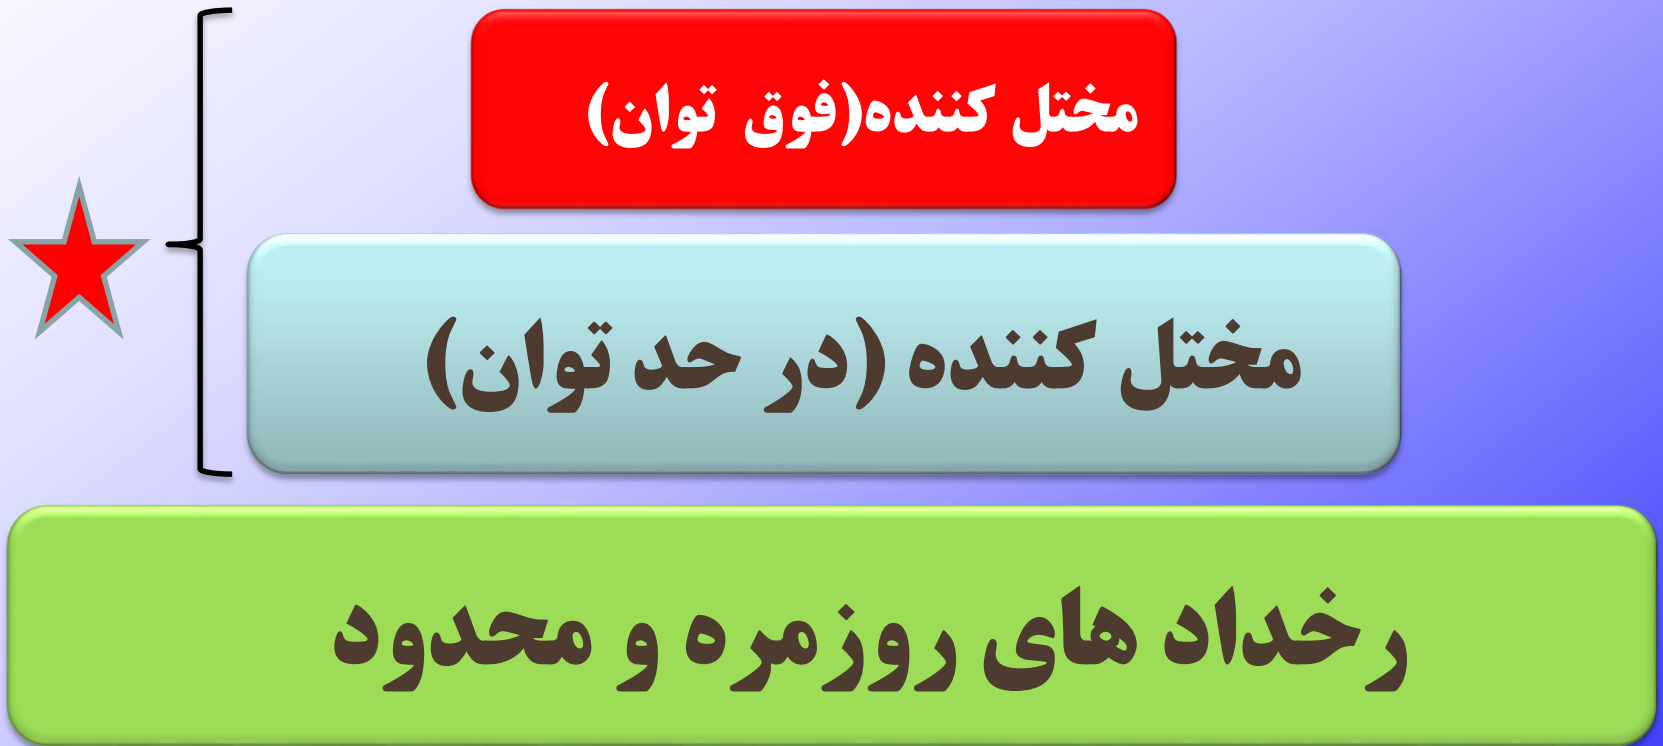 مختل کننده(فوق توان)
مختل کننده (در حد توان)
رخداد های روزمره و محدود